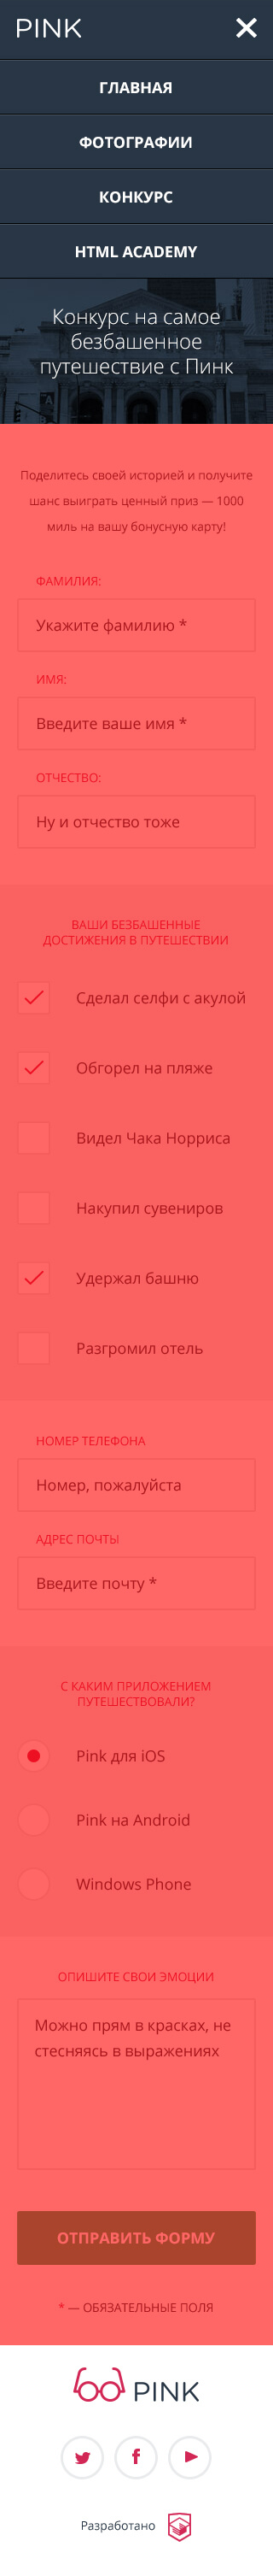 PINK
ГЛАВНАЯ
ФОТОГРАФИИ
КОНКУРС
HTML ACADEMY
Конкурс на самое
безбашенное
путешествие с Пинк
Поделитесь своей историей и получите
шанс выиграть ценный приз — 1000
миль на вашу бонусную карту!
ФАМИЛИЯ:
Укажите фамилию *
ИМЯ:
Введите ваше имя *
ОТЧЕСТВО:
Ну и отчество тоже
ВАШИ БЕЗБАШЕННЫЕ
ДОСТИЖЕНИЯ В ПУТЕШЕСТВИИ
Сделал селфи с акулой
Обгорел на пляже
Видел Чака Норриса
Накупил сувениров
Удержал башню
Разгромил отель
НОМЕР ТЕЛЕФОНА
Номер, пожалуйста
АДРЕС ПОЧТЫ
Введите почту *
С КАКИМ ПРИЛОЖЕНИЕМ
ПУТЕШЕСТВОВАЛИ?
Pink для iOS
Pink на Android
Windows Phone
ОПИШИТЕ СВОИ ЭМОЦИИ
Можно прям в красках, не
стесняясь в выражениях
ОТПРАВИТЬ ФОРМУ
* — ОБЯЗАТЕЛЬНЫЕ ПОЛЯ
PINK
Разработано